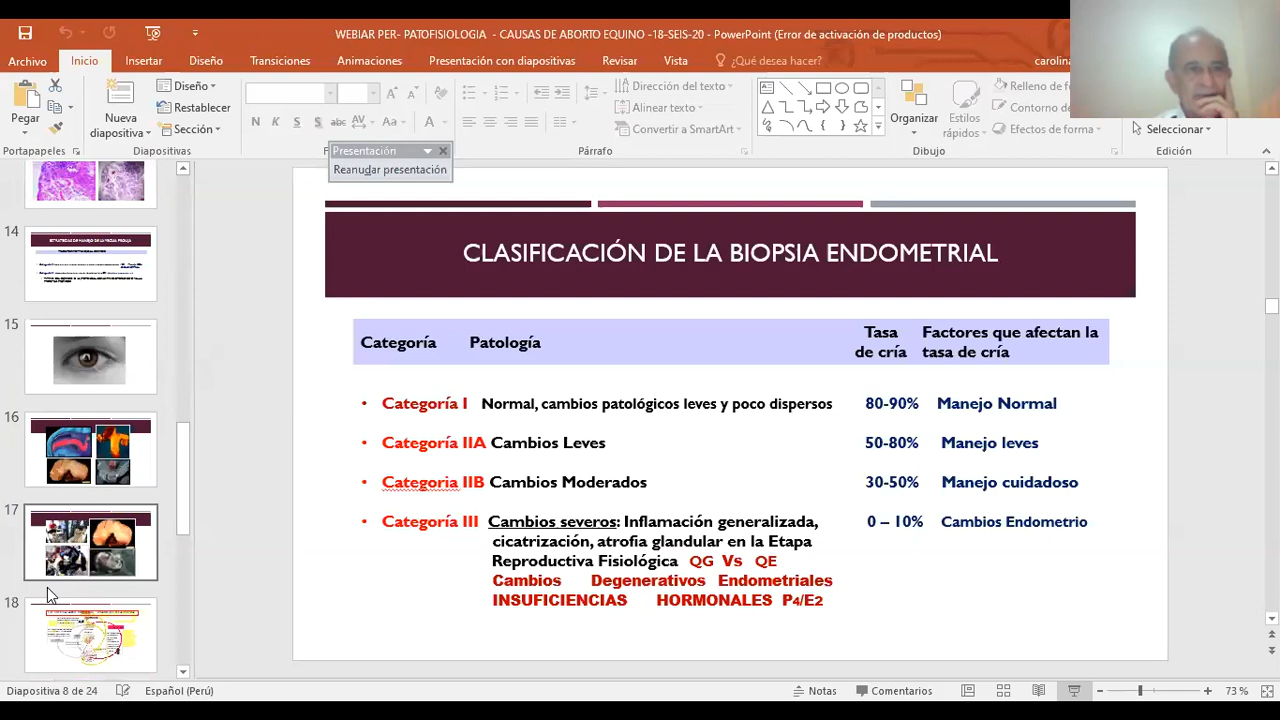 WEBIAR PER- PATOFISIOLOGIA - CAUSAS DE ABORTO EQUINO -18-SEIS-20 - PowerPoint (Error de activación de productos)
Archivo Inicio Insertar Diseño Transiciones Animaciones Presentación con diapositivas Revisar Vista ¿Qué desea hacer? carolina
Pegar
Nueva diapositiva
Diseño
Restablecer
Sección
N K S S abc AV Aa A
Dirección del texto
Alinear texto
Convertir a SmartArt
Organizar
Estilos rápidos
Relleno de
Contorno de
Efectos de forma
Seleccionar
Portapapeles Diapositivas F Párrafo Dibujo Edición
Presentación
Reanudar presentación
14
15
16
17
18
CLASIFICACIÓN DE LA BIOPSIA ENDOMETRIAL
Categoría Patología Tasa de cría Factores que afectan la tasa de cría
• Categoría I Normal, cambios patológicos leves y poco dispersos 80-90% Manejo Normal
• Categoría IIA Cambios Leves 50-80% Manejo leves
• Categoria IIB Cambios Moderados 30-50% Manejo cuidadoso
• Categoría III Cambios severos: Inflamación generalizada, 0 – 10% Cambios Endometrio
cicatrización, atrofia glandular en la Etapa
Reproductiva Fisiológica QG Vs QE
Cambios Degenerativos Endometriales
INSUFICIENCIAS HORMONALES P4/E2
Diapositiva 8 de 24 Español (Perú) Notas Comentarios 73 %